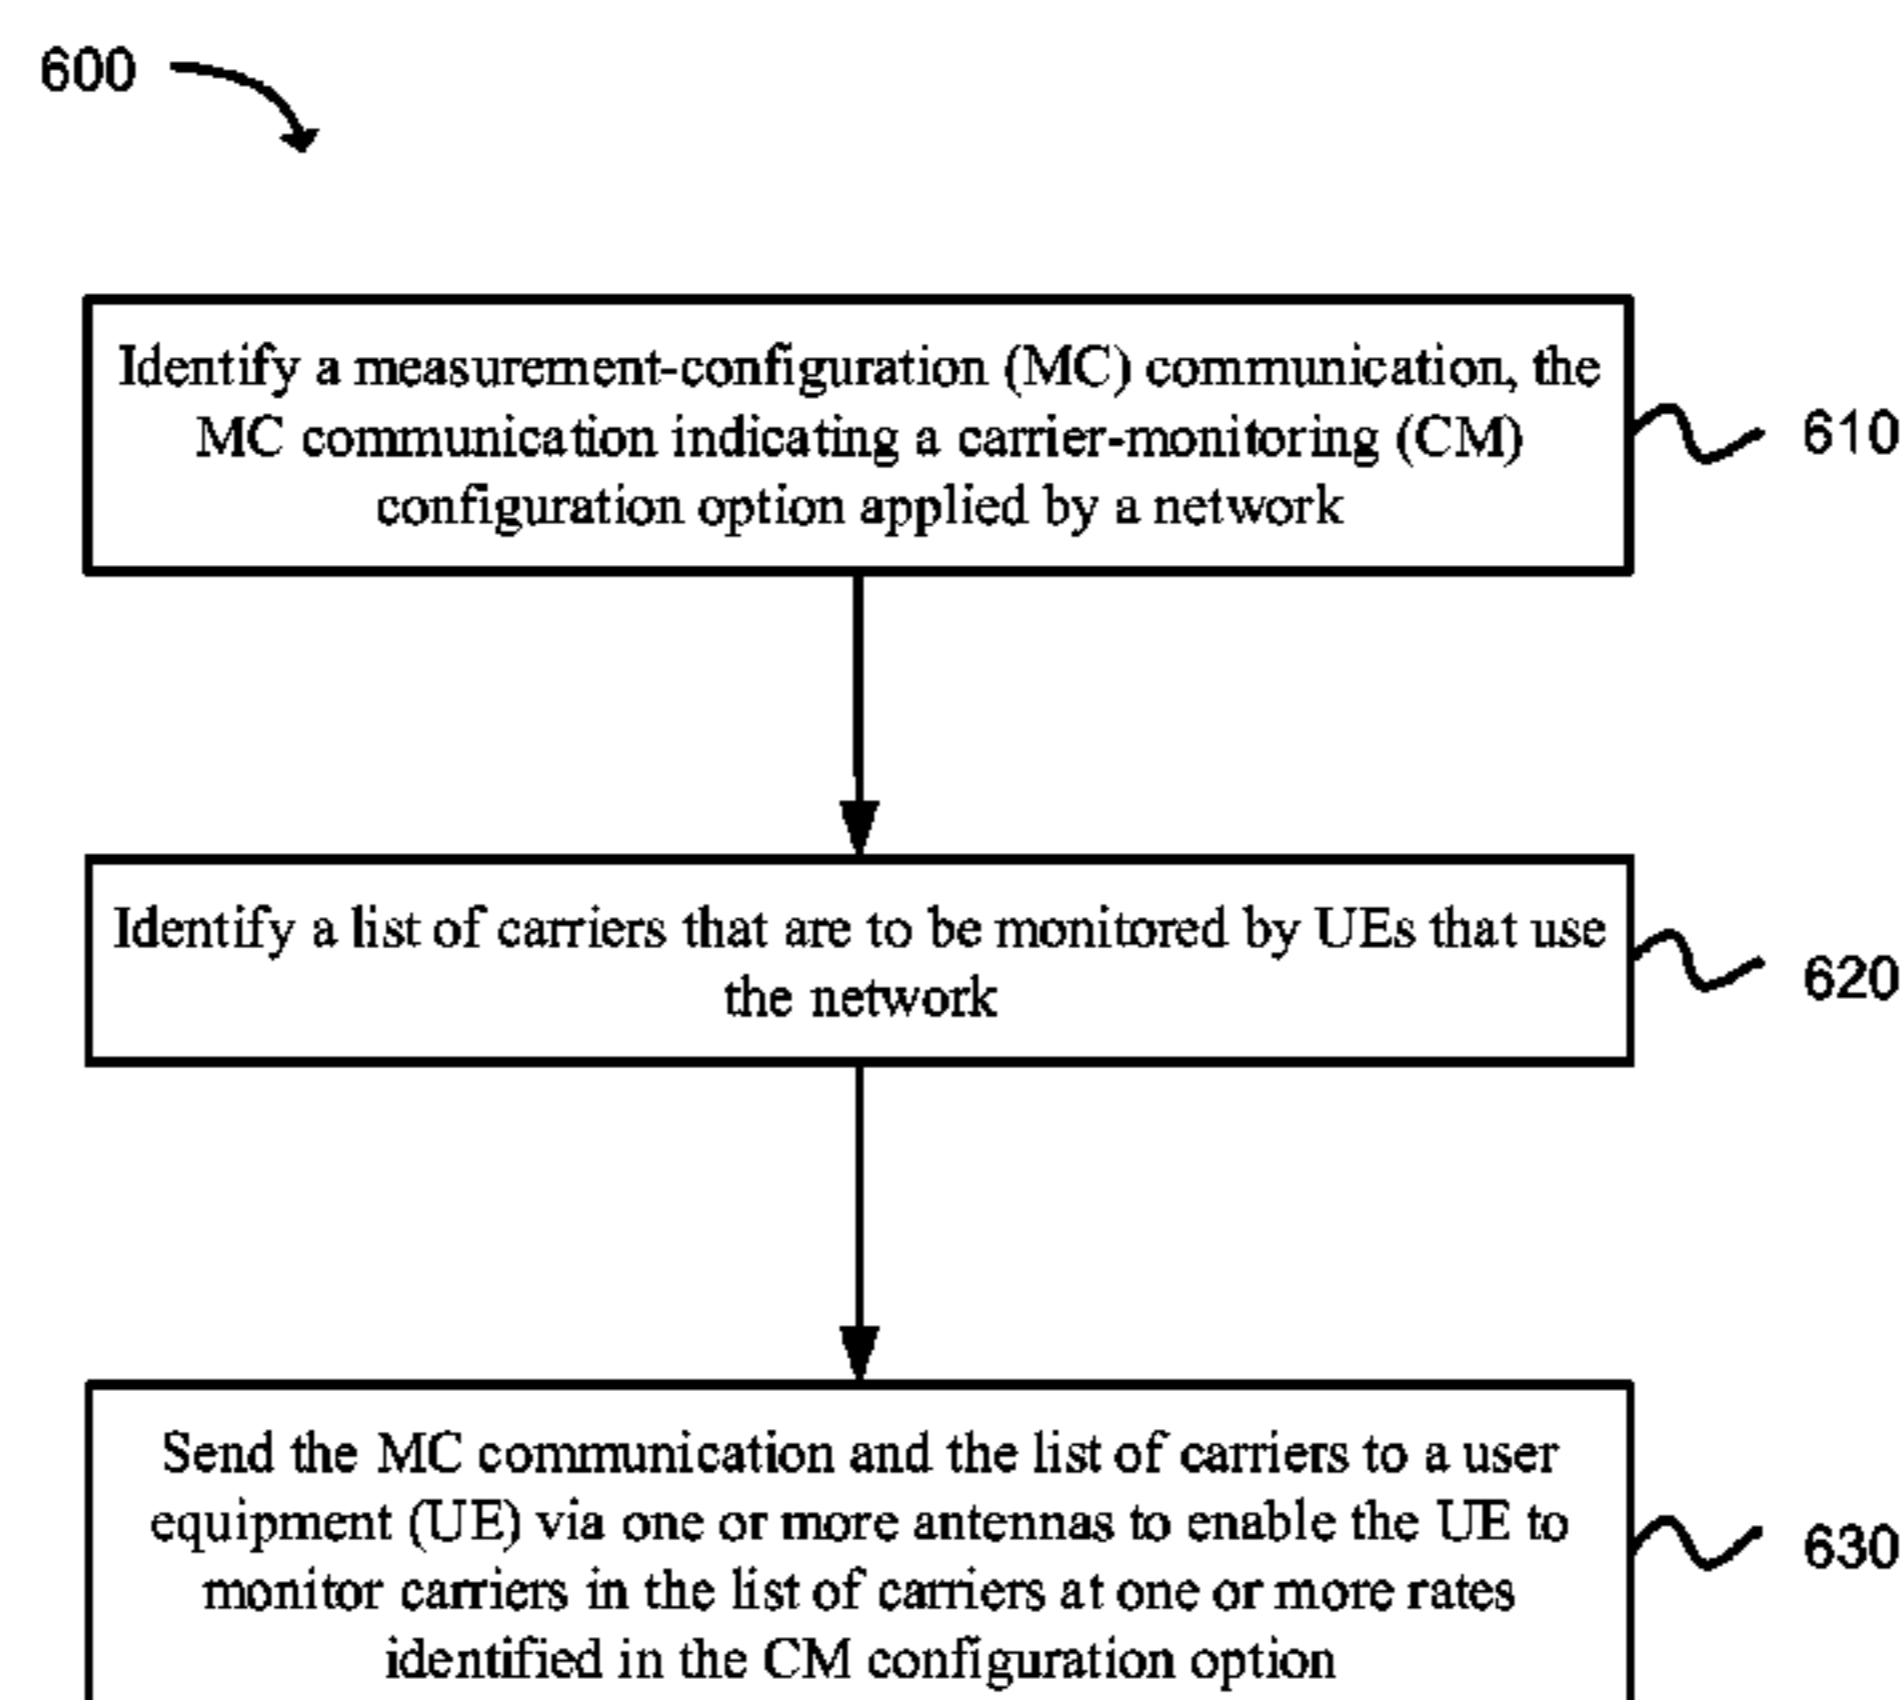 600
Identify a measurement-configuration (MC) communication, the
MC communication indicating a carrier-monitoring (CM)
configuration option applied by a network
610
Identify a list of carriers that are to be monitored by UEs that use
the network
620
Send the MC communication and the list of carriers to a user
equipment (UE) via one or more antennas to enable the UE to
monitor carriers in the list of carriers at one or more rates
identified in the CM configuration option
630